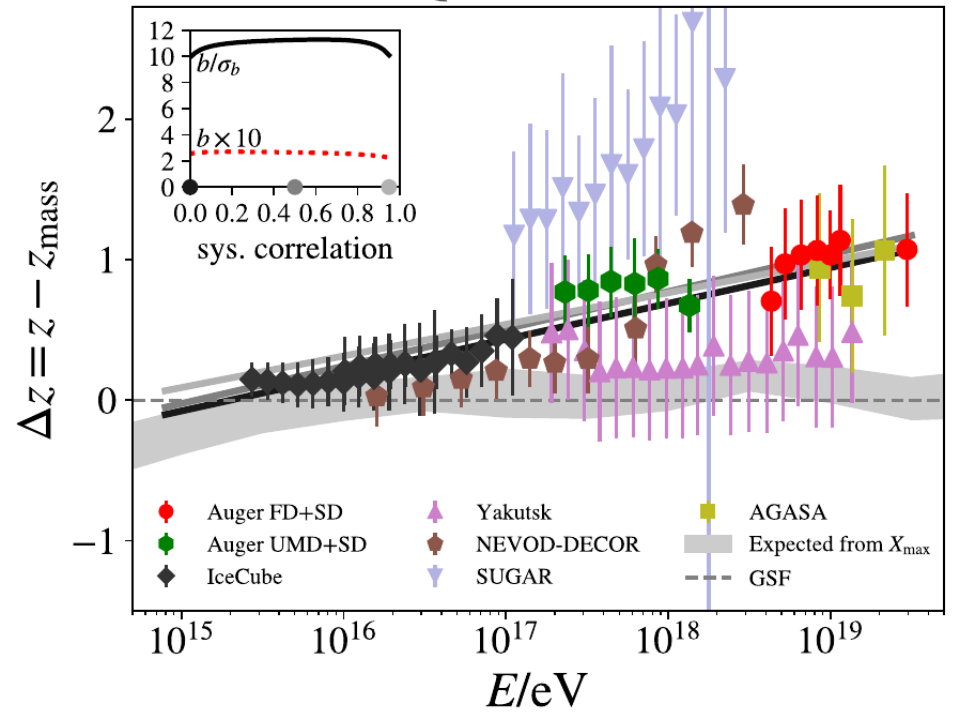 12
10
8
6
4
2
0
b/σ_b
b × 10
0.0 0.2 0.4 0.6 0.8 1.0
sys. correlation
2
1
0
−1
Δz = z − z_mass
Auger FD+SD
Auger UMD+SD
IceCube
Yakutsk
NEVOD-DECOR
SUGAR
AGASA
Expected from X_max
GSF
10^15 10^16 10^17 10^18 10^19
E/eV